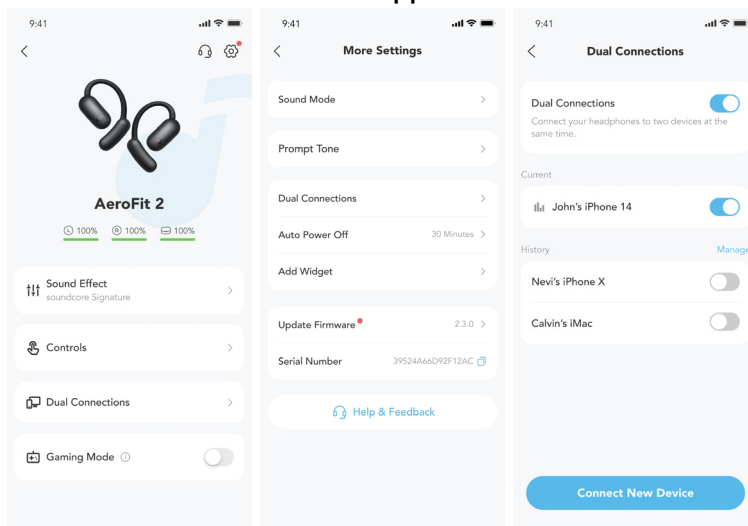 9:41
AeroFit 2
L 100% R 100% 100%
Sound Effect
soundcore Signature
Controls
Dual Connections
Gaming Mode
9:41
More Settings
Sound Mode
Prompt Tone
Dual Connections
Auto Power Off 30 Minutes
Add Widget
Update Firmware 2.3.0
Serial Number 39524A66D92F12AC
Help & Feedback
9:41
Dual Connections
Dual Connections
Connect your headphones to two devices at the
same time.
Current
John's iPhone 14
History Manage
Nevi's iPhone X
Calvin's iMac
Connect New Device